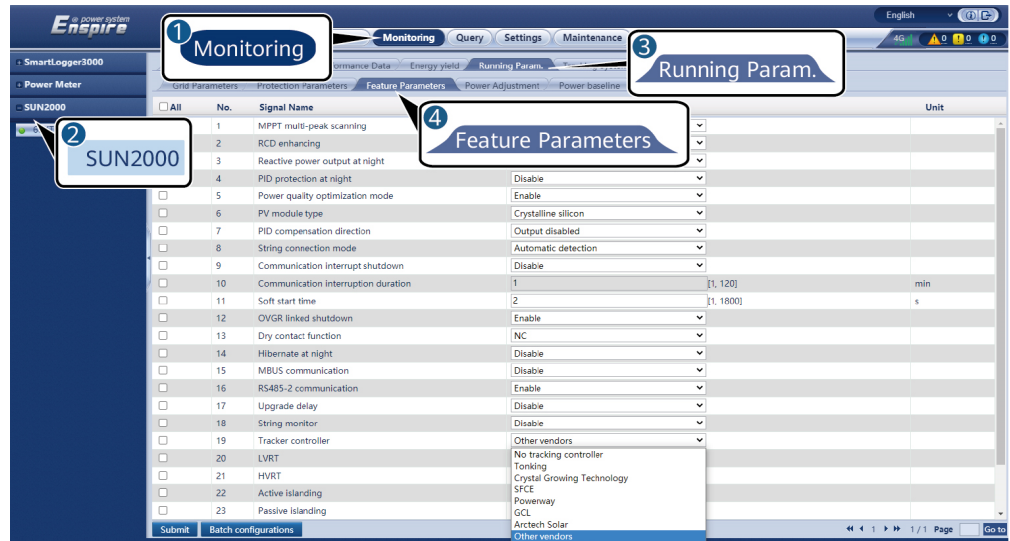 Enspire
e power system
English
4G 0 0 0
Monitoring Query Settings Maintenance
1 Monitoring
3 Running Param.
SmartLogger3000
Power Meter
SUN2000
2 SUN2000
Energy yield Running Param.
Grid Parameters Protection Parameters Feature Parameters Power Adjustment Power baseline
4 Feature Parameters
All No. Signal Name Unit
1 MPPT multi-peak scanning
2 RCD enhancing
3 Reactive power output at night
4 PID protection at night Disable
5 Power quality optimization mode Enable
6 PV module type Crystalline silicon
7 PID compensation direction Output disabled
8 String connection mode Automatic detection
9 Communication interrupt shutdown Disable
10 Communication interruption duration 1 [1, 120] min
11 Soft start time 2 [1, 1800] s
12 OVGR linked shutdown Enable
13 Dry contact function NC
14 Hibernate at night Disable
15 MBUS communication Disable
16 RS485-2 communication Enable
17 Upgrade delay Disable
18 String monitor Disable
19 Tracker controller Other vendors
No tracking controller
Tonking
20 LVRT
Crystal Growing Technology
21 HVRT
SFCE
22 Active islanding
Powerway
GCL
23 Passive islanding
Arctech Solar
Other vendors
Submit Batch configurations 1 1 / 1 Page Go to